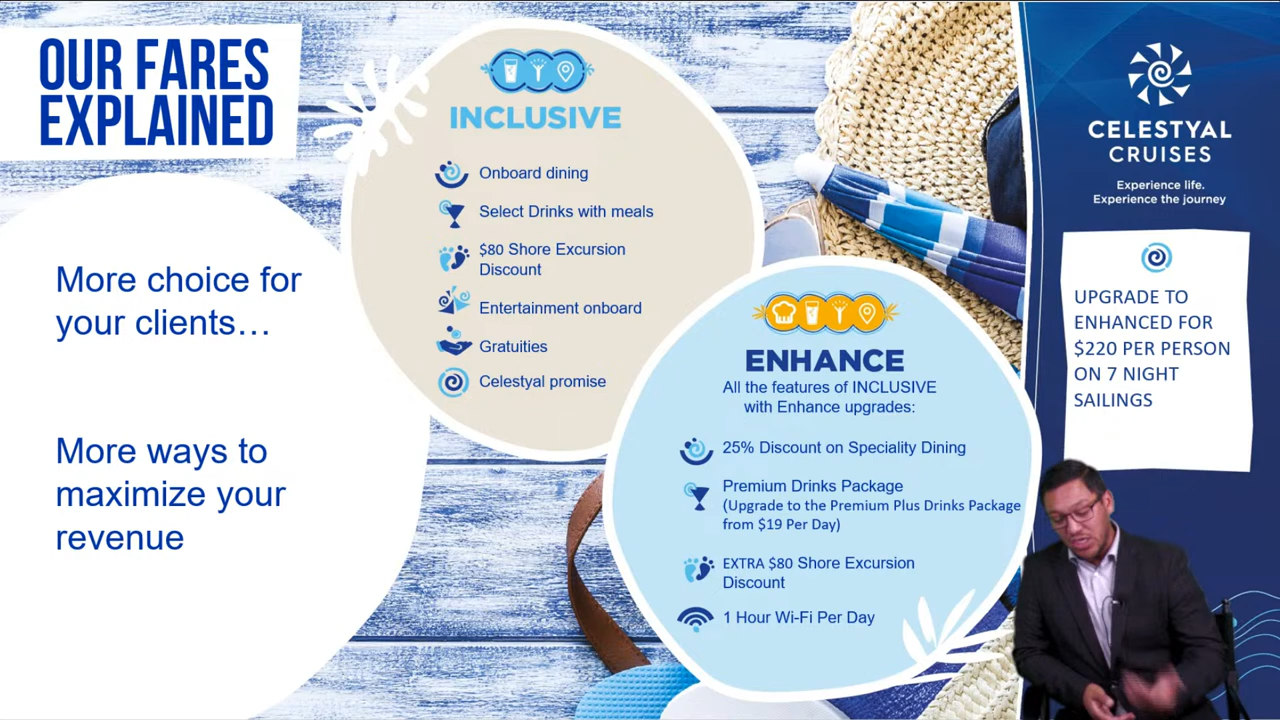 OUR FARES
EXPLAINED
More choice for
your clients…
More ways to
maximize your
revenue
INCLUSIVE
Onboard dining
Select Drinks with meals
$80 Shore Excursion
Discount
Entertainment onboard
Gratuities
Celestyal promise
ENHANCE
All the features of INCLUSIVE
with Enhance upgrades:
25% Discount on Speciality Dining
Premium Drinks Package
(Upgrade to the Premium Plus Drinks Package
from $19 Per Day)
EXTRA $80 Shore Excursion
Discount
1 Hour Wi-Fi Per Day
CELESTYAL
CRUISES
Experience life.
Experience the journey
UPGRADE TO
ENHANCED FOR
$220 PER PERSON
ON 7 NIGHT
SAILINGS